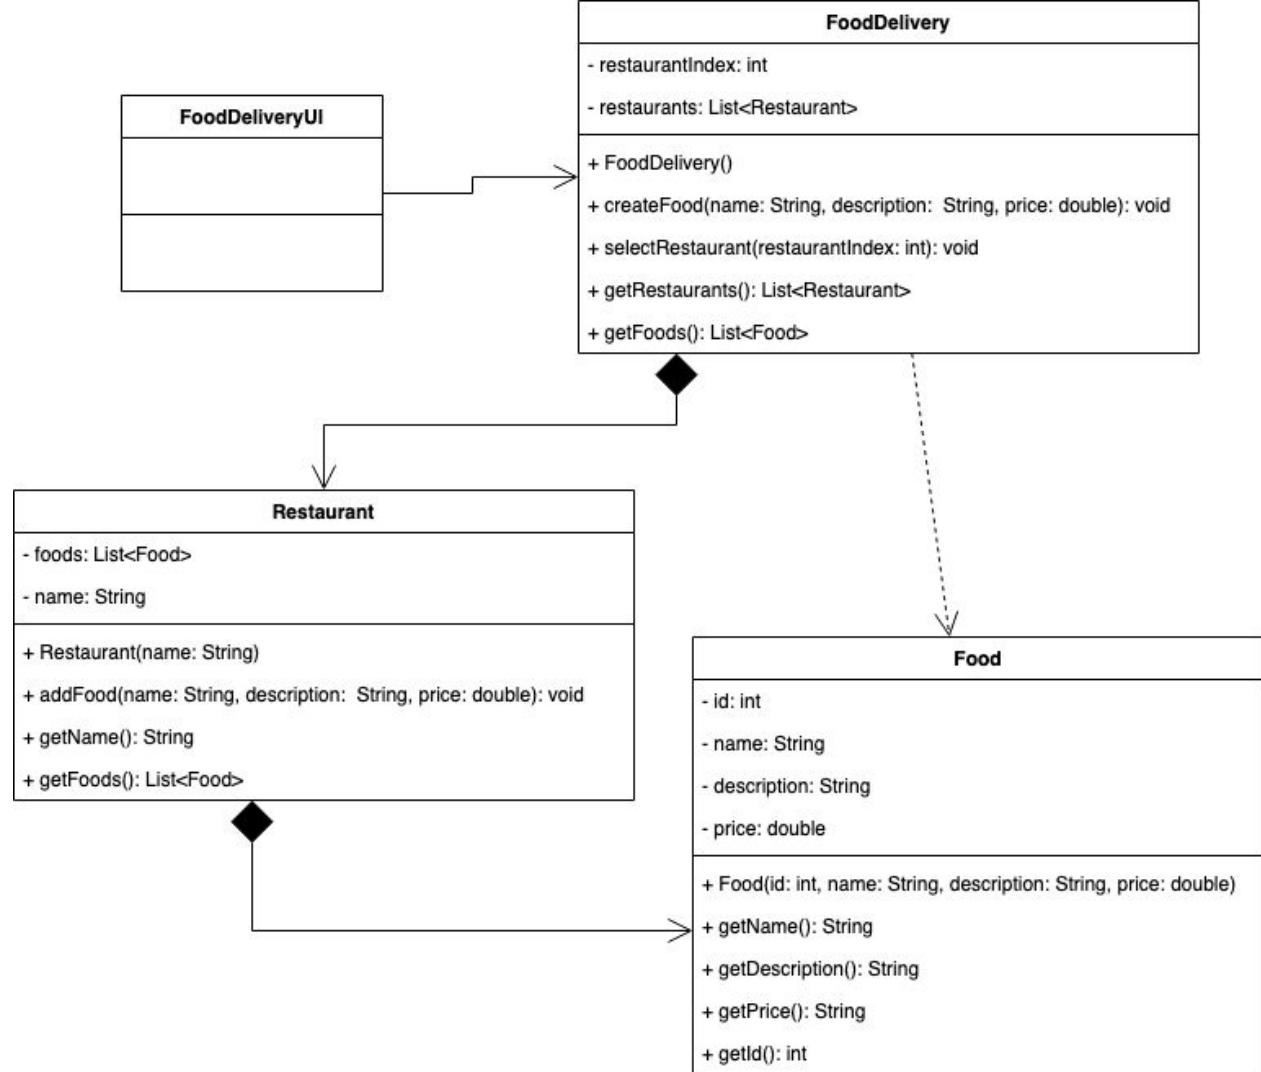 FoodDelivery
- restaurantIndex: int
- restaurants: List<Restaurant>
+ FoodDelivery()
+ createFood(name: String, description:  String, price: double): void
+ selectRestaurant(restaurantIndex: int): void
+ getRestaurants(): List<Restaurant>
+ getFoods(): List<Food>
FoodDeliveryUI
Restaurant
- foods: List<Food>
- name: String
+ Restaurant(name: String)
+ addFood(name: String, description:  String, price: double): void
+ getName(): String
+ getFoods(): List<Food>
Food
- id: int
- name: String
- description: String
- price: double
+ Food(id: int, name: String, description: String, price: double)
+ getName(): String
+ getDescription(): String
+ getPrice(): String
+ getId(): int